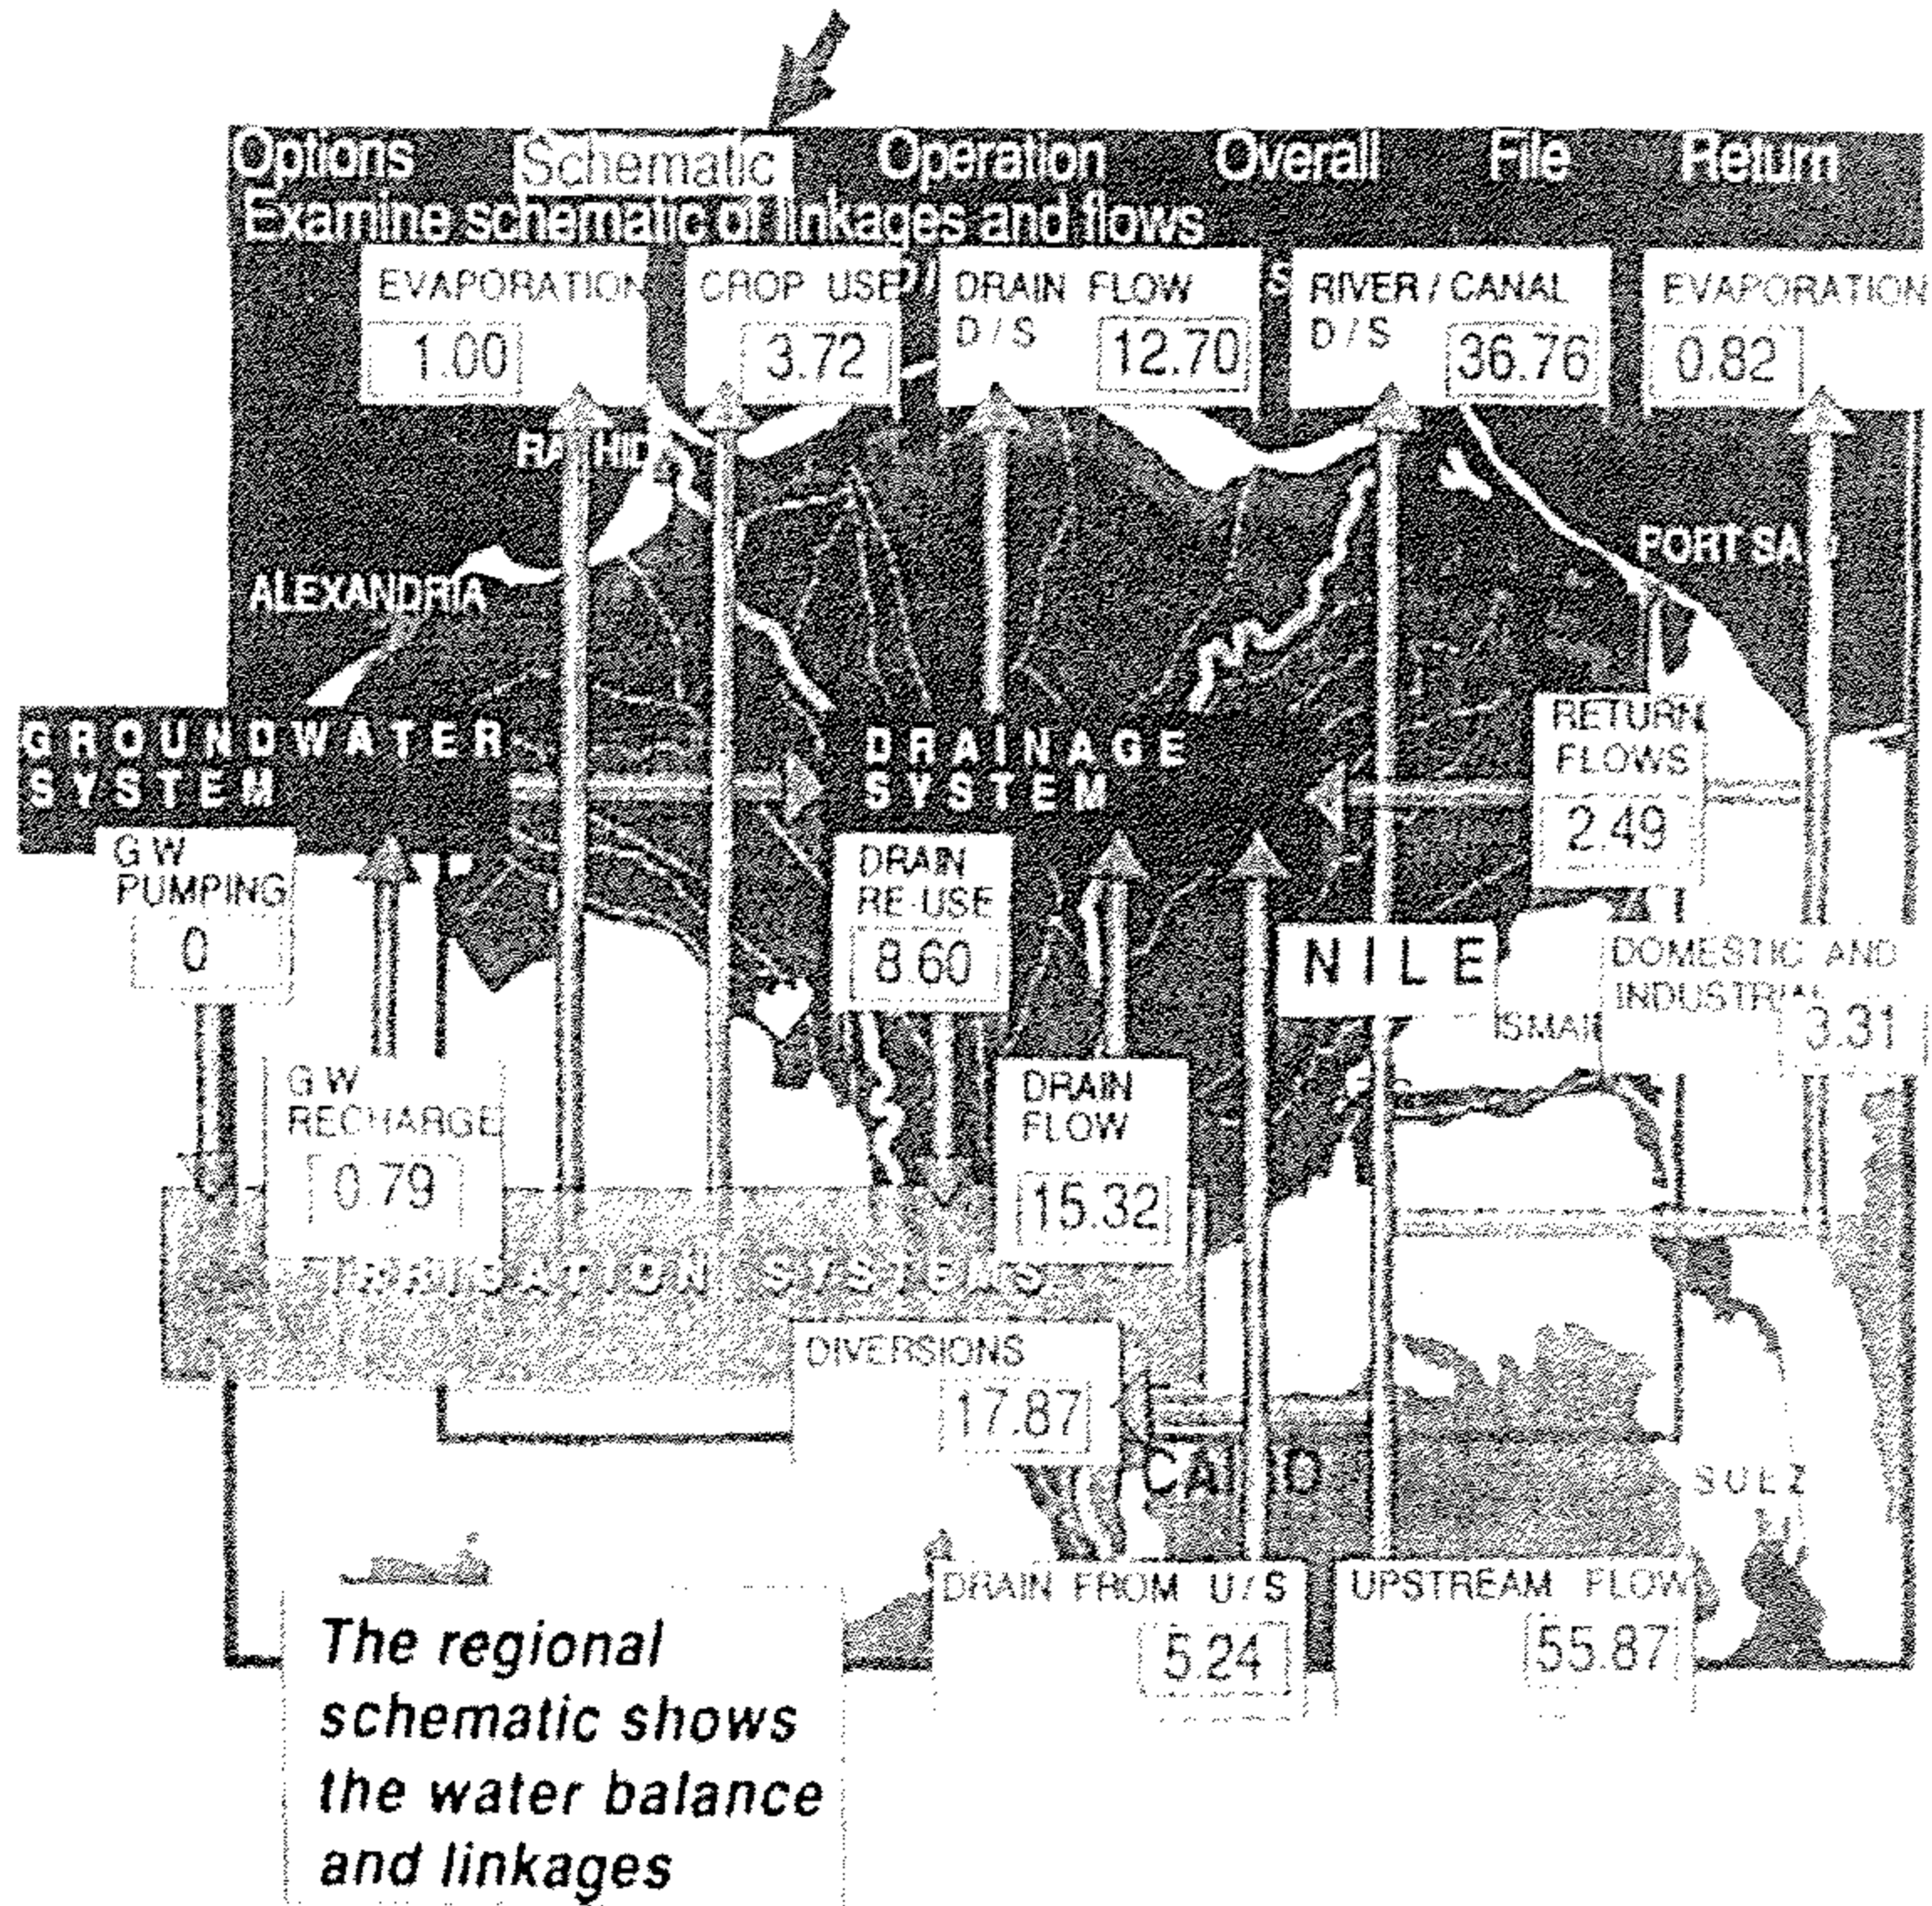 Options Schematic Operation Overall File Return
Examine schematic of linkages and flows
EVAPORATION
1.00
CROP USE
3.72
DRAIN FLOW
D/S 12.70
RIVER / CANAL
D/S 36.76
EVAPORATION
0.82
ALEXANDRIA
GROUNDWATER
SYSTEM
DRAINAGE
SYSTEM
RETURN
FLOWS
2.49
GW
PUMPING
0
DRAIN
RE-USE
8.60
NILE
DOMESTIC AND
INDUSTRIAL
3.31
GW
RECHARGE
0.79
DRAIN
FLOW
15.32
IRRIGATION SYSTEMS
DIVERSIONS
17.87
SUEZ
DRAIN FROM U/S
5.24
UPSTREAM FLOW
55.87
The regional
schematic shows
the water balance
and linkages